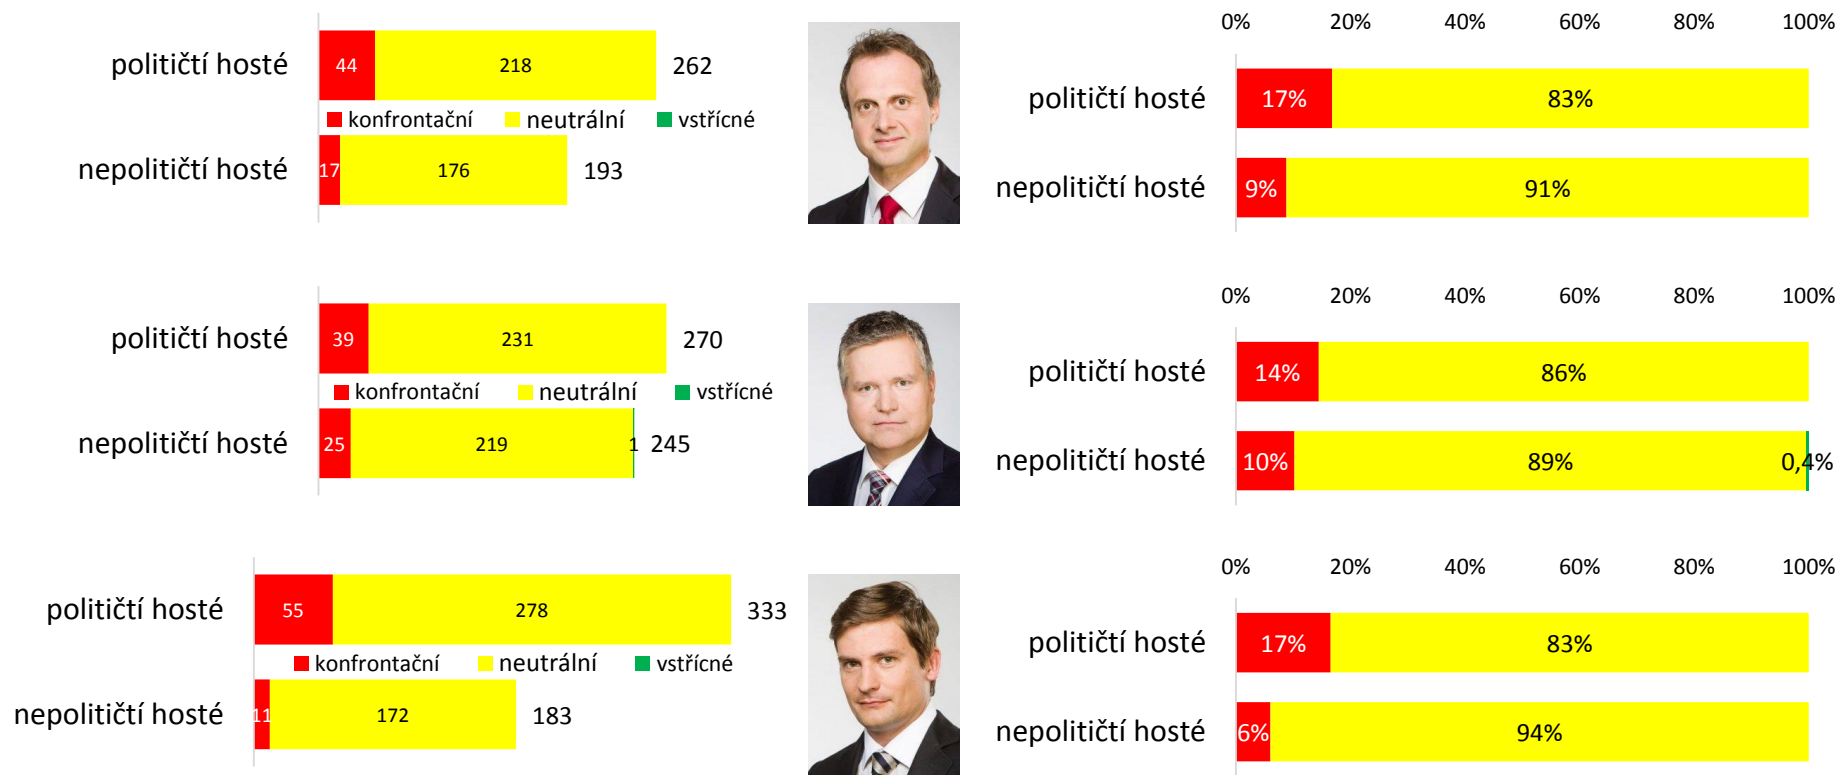 političtí hosté 44 218 262
konfrontační neutrální vstřícné
nepolitičtí hosté 17 176 193
0% 20% 40% 60% 80% 100%
političtí hosté 17% 83%
nepolitičtí hosté 9% 91%
političtí hosté 39 231 270
konfrontační neutrální vstřícné
nepolitičtí hosté 25 219 1 245
0% 20% 40% 60% 80% 100%
političtí hosté 14% 86%
nepolitičtí hosté 10% 89% 0,4%
političtí hosté 55 278 333
konfrontační neutrální vstřícné
nepolitičtí hosté 11 172 183
0% 20% 40% 60% 80% 100%
političtí hosté 17% 83%
nepolitičtí hosté 6% 94%